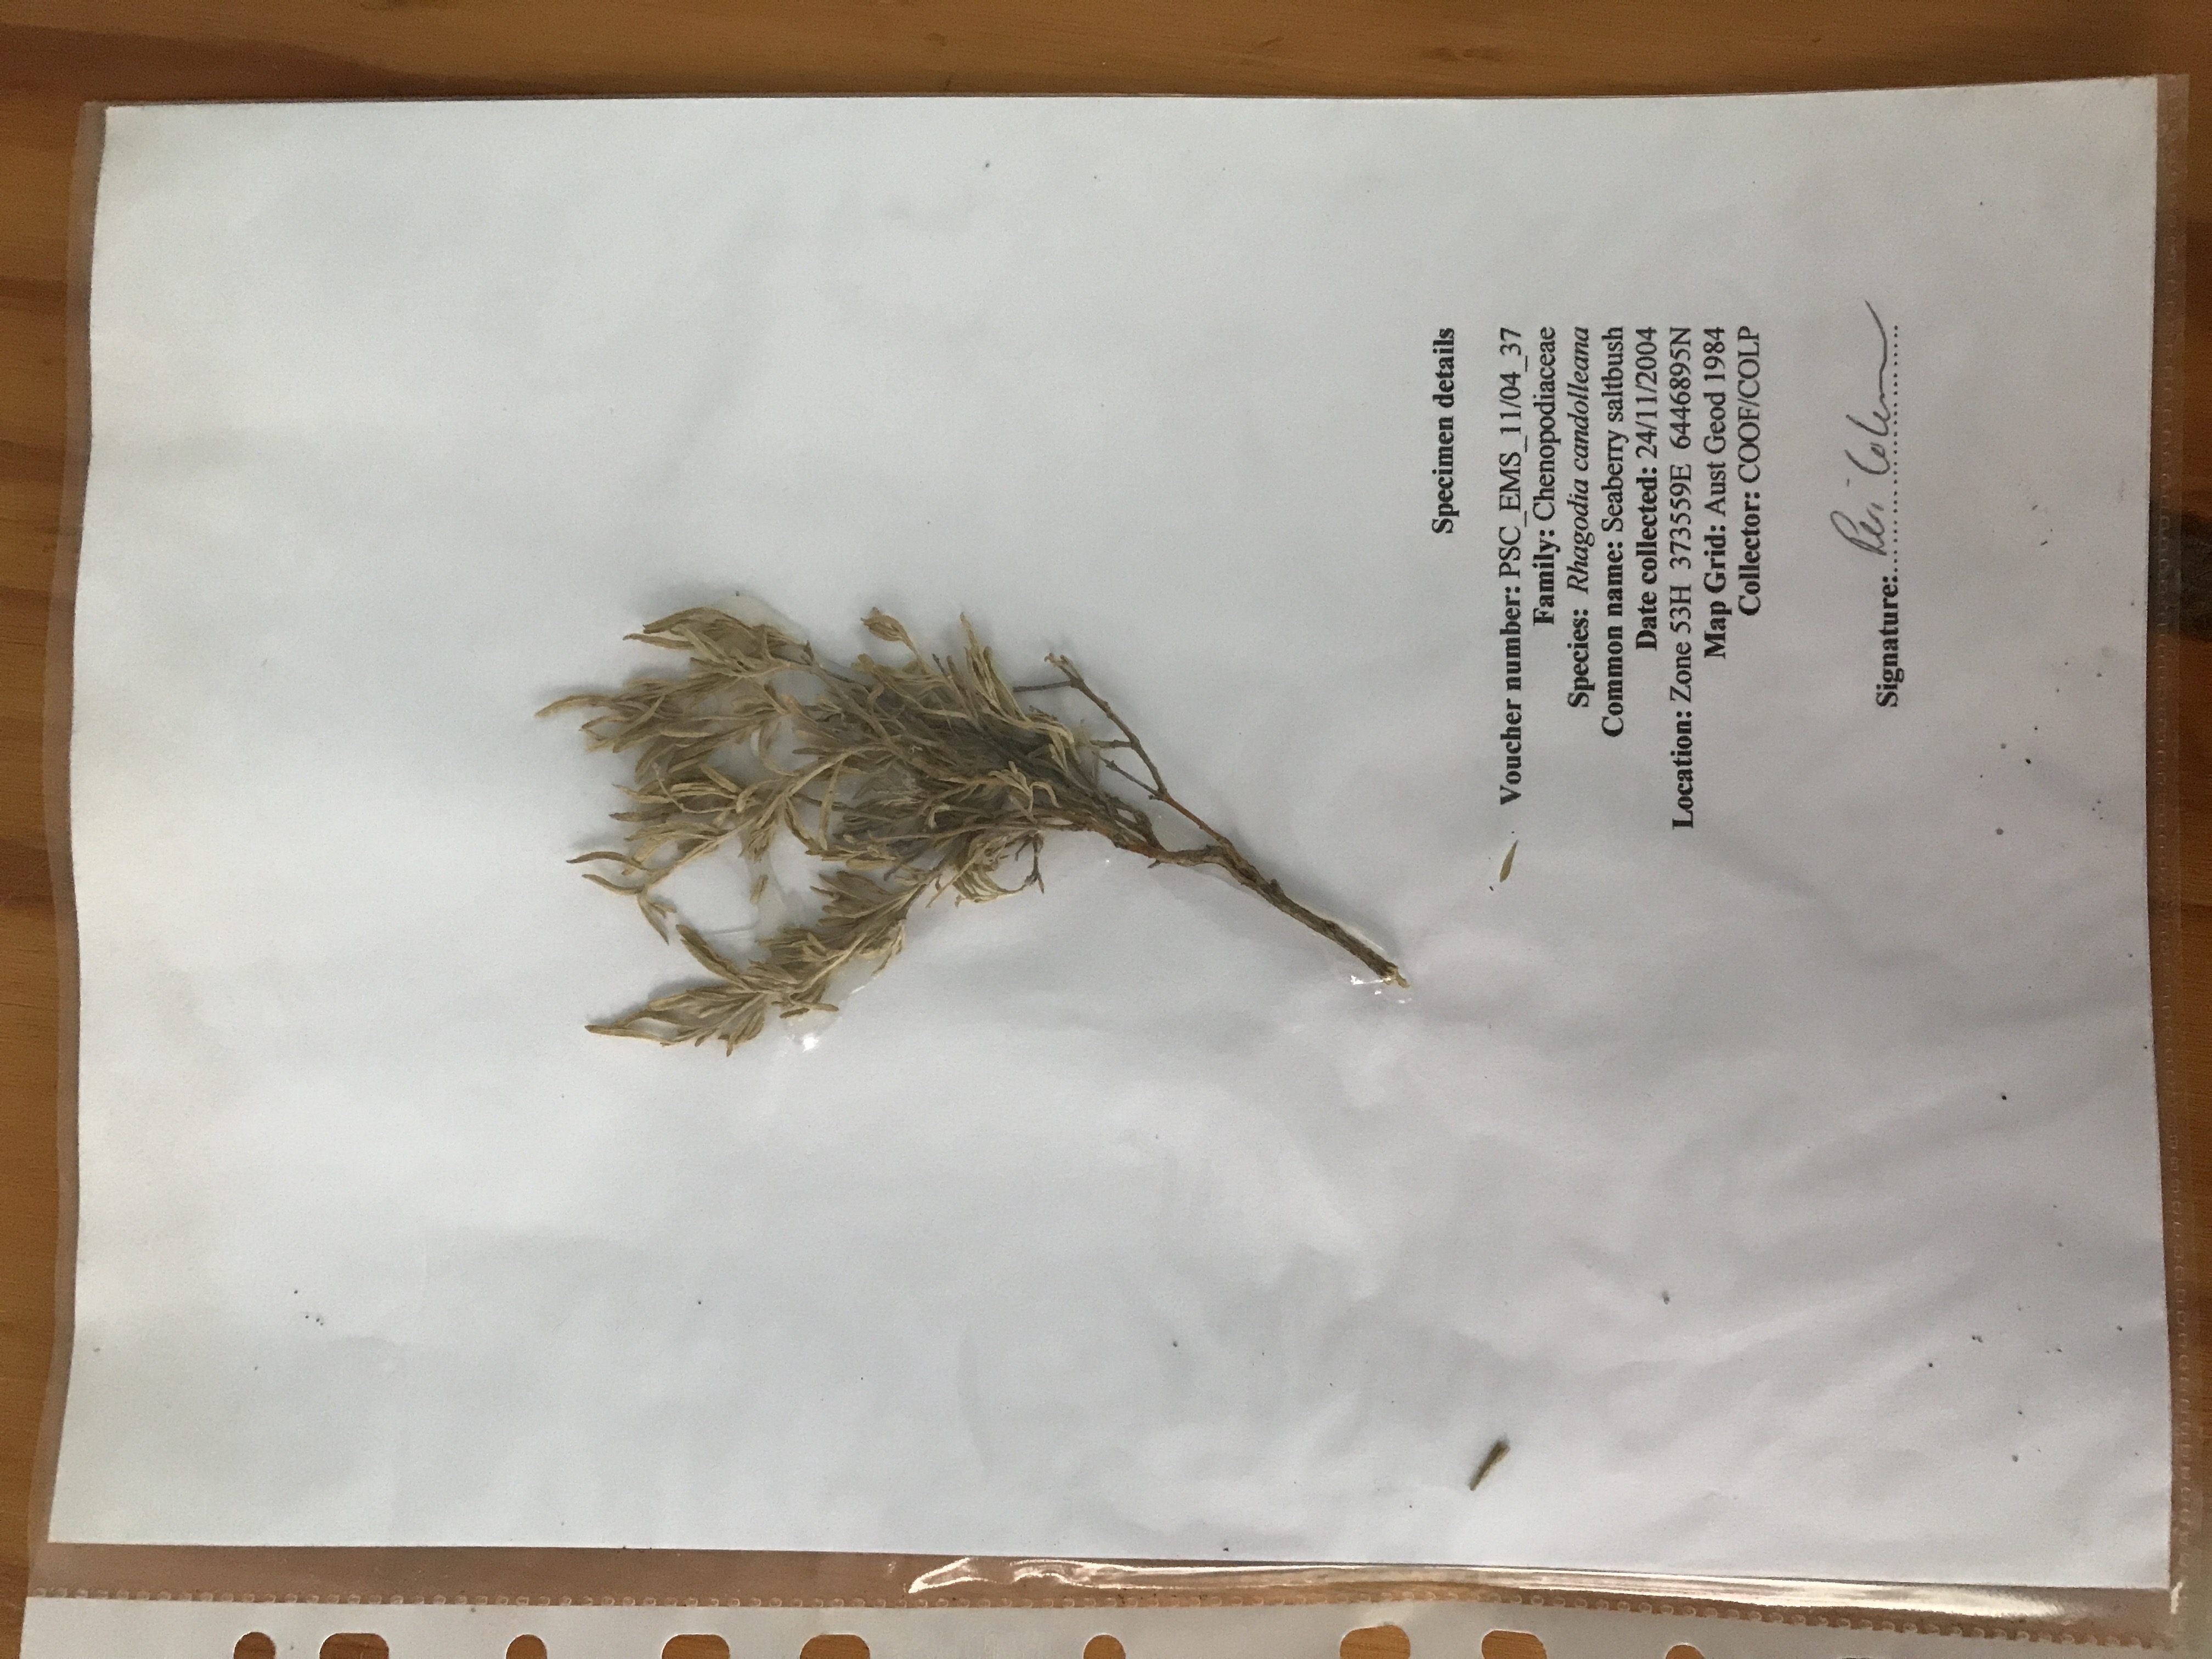 Specimen details
Voucher number: PSC_EMS_11/04_37
Family: Chenopodiaceae
Species: Rhagodia candolleana
Common name: Seaberry saltbush
Date collected: 24/11/2004
Location: Zone 53H 373559E 6446895N
Map Grid: Aust Geod 1984
Collector: COOF/COLP
Signature: Peri Coleman